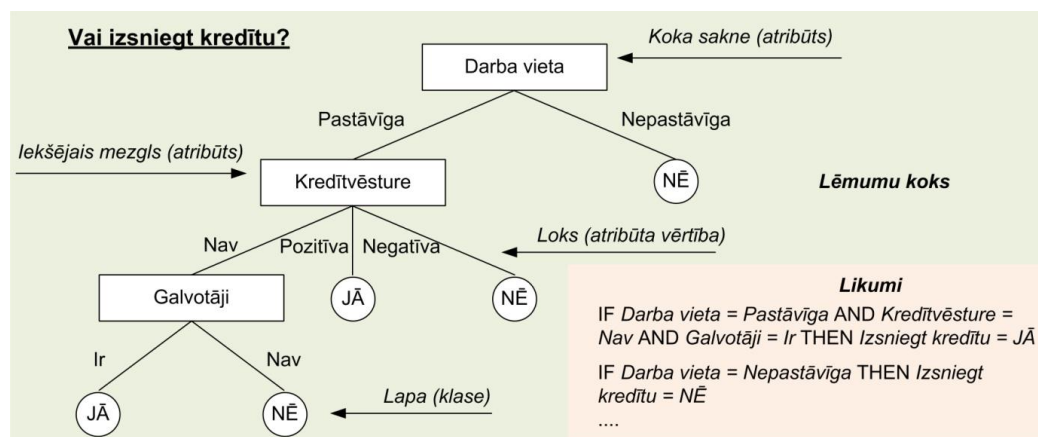 Vai izsniegt kredītu?
Koka sakne (atribūts)
Darba vieta
Pastāvīga
Nepastāvīga
Iekšējais mezgls (atribūts)
Kredītvēsture
NĒ
Lēmumu koks
Nav
Pozitīva
Negatīva
Loks (atribūta vērtība)
Galvotāji
JĀ
NĒ
Ir
Nav
JĀ
NĒ
Lapa (klase)
Likumi
IF Darba vieta = Pastāvīga AND Kredītvēsture =
Nav AND Galvotāji = Ir THEN Izsniegt kredītu = JĀ
IF Darba vieta = Nepastāvīga THEN Izsniegt
kredītu = NĒ
....